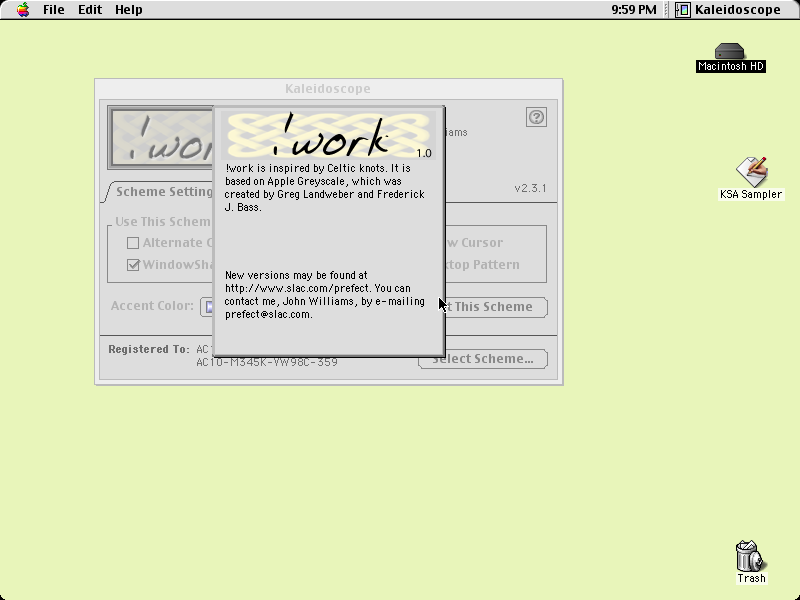 File Edit Help 9:59 PM Kaleidoscope
Macintosh HD
Kaleidoscope
!work
!work 1.0
!work is inspired by Celtic knots. It is
based on Apple Greyscale, which was
created by Greg Landweber and Frederick
J. Bass.
New versions may be found at
http://www.slac.com/prefect. You can
contact me, John Williams, by e-mailing
prefect@slac.com.
iams
v2.3.1
Scheme Setting
Use This Schem
Alternate
w Cursor
WindowSha
top Pattern
Accent Color:
t This Scheme
Registered To:
AC10-M345K-VW98C-359
Select Scheme...
KSA Sampler
Trash